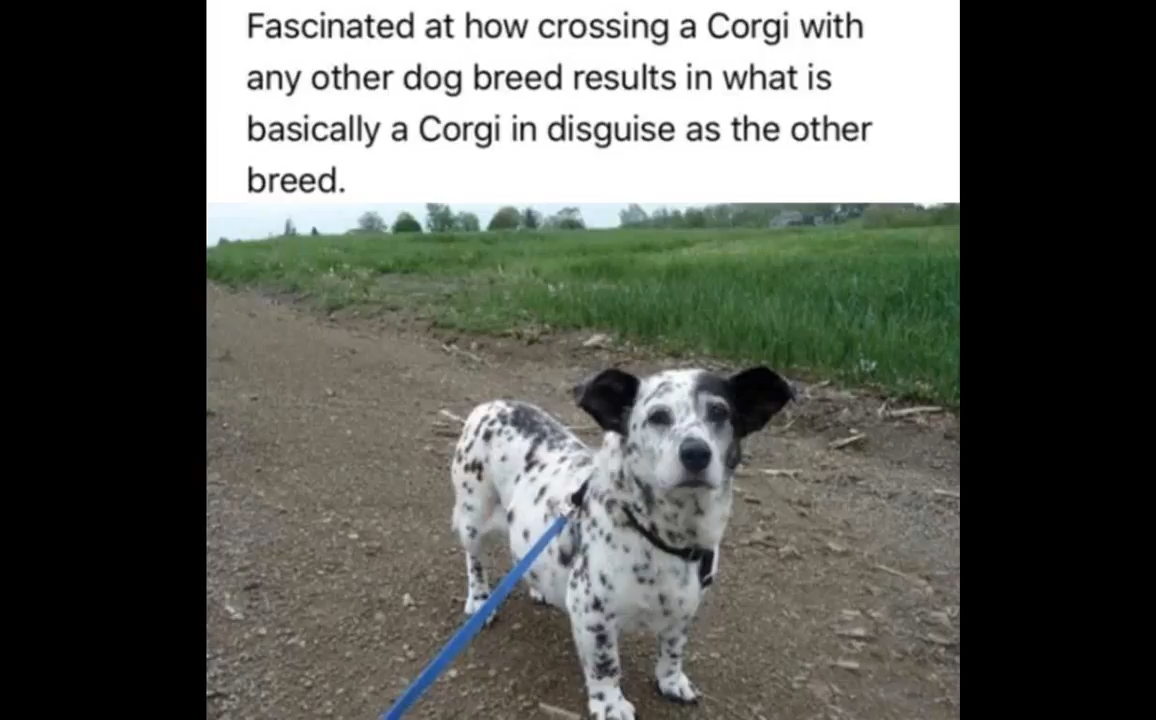 Fascinated at how crossing a Corgi with
any other dog breed results in what is
basically a Corgi in disguise as the other
breed.